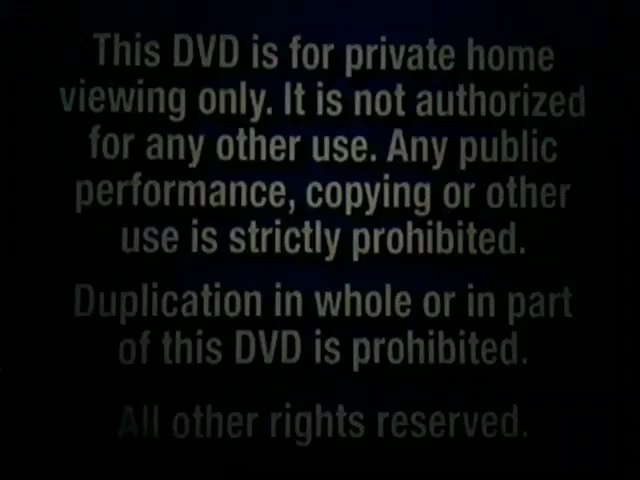 This DVD is for private home
viewing only. It is not authorized
for any other use. Any public
performance, copying or other
use is strictly prohibited.
Duplication in whole or in part
of this DVD is prohibited.
All other rights reserved.